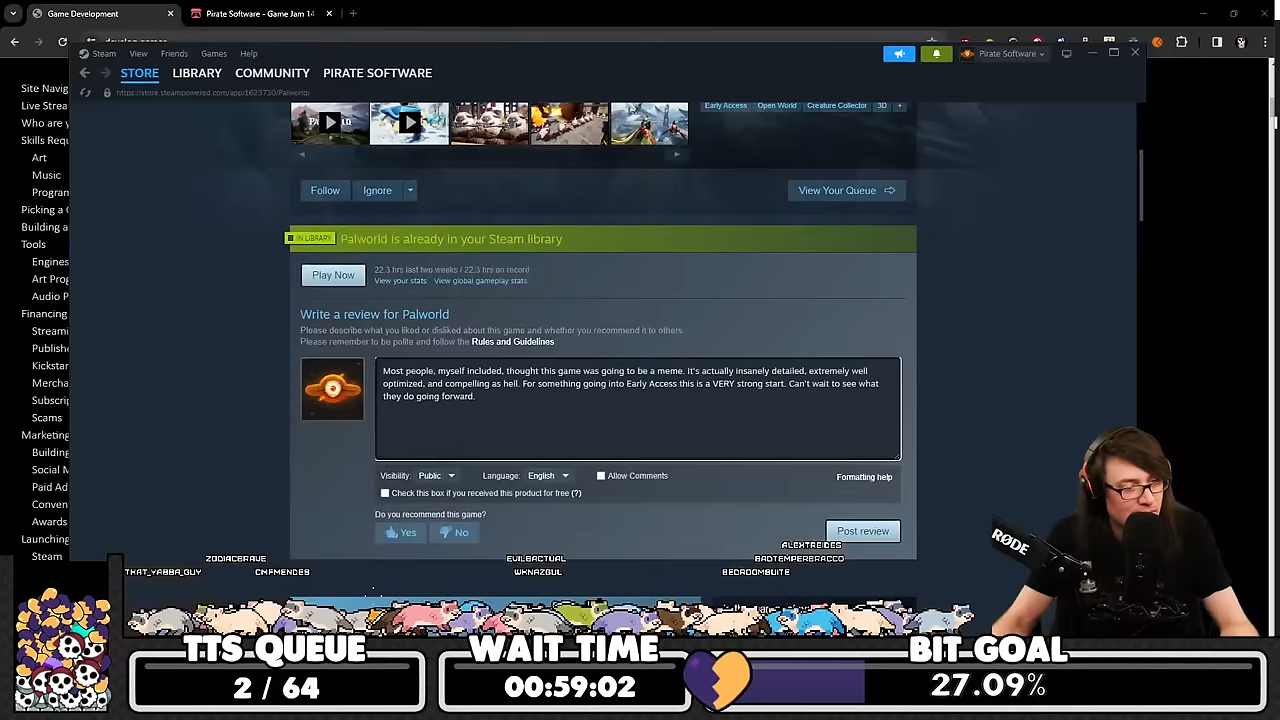 Game Development
Pirate Software - Game Jam 14
Steam View Friends Games Help
Pirate Software
STORE LIBRARY COMMUNITY PIRATE SOFTWARE
https://store.steampowered.com/app/1623730/Palworld/
Site Navig
Live Strea
Who are y
Skills Requ
Art
Music
Program
Picking a G
Building a
Tools
Engines
Art Prog
Audio P
Financing
Streami
Publishe
Kickstar
Mercha
Subscrip
Scams
Marketing
Building
Social M
Paid Ad
Conven
Awards
Launching
Steam
Early Access Open World Creature Collector 3D +
Follow Ignore View Your Queue
IN LIBRARY Palworld is already in your Steam library
Play Now
22.3 hrs last two weeks / 22.3 hrs on record
View your stats View global gameplay stats
Write a review for Palworld
Please describe what you liked or disliked about this game and whether you recommend it to others.
Please remember to be polite and follow the Rules and Guidelines
Most people, myself included, thought this game was going to be a meme. It's actually insanely detailed, extremely well
optimized, and compelling as hell. For something going into Early Access this is a VERY strong start. Can't wait to see what
they do going forward.
Visibility: Public Language: English Allow Comments Formatting help
Check this box if you received this product for free (?)
Do you recommend this game?
Yes No Post review
RØDE
ALEXTREIDES
ZODIACBRAVE EVILBACTUAL BADTEMPERBFACCO
THAT_YABBA_GUY CMFMENDES WKNAZGUL BEDROOMBUITE
TTS QUEUE WAIT TIME BIT GOAL
2 / 64 00:59:02 27.09%